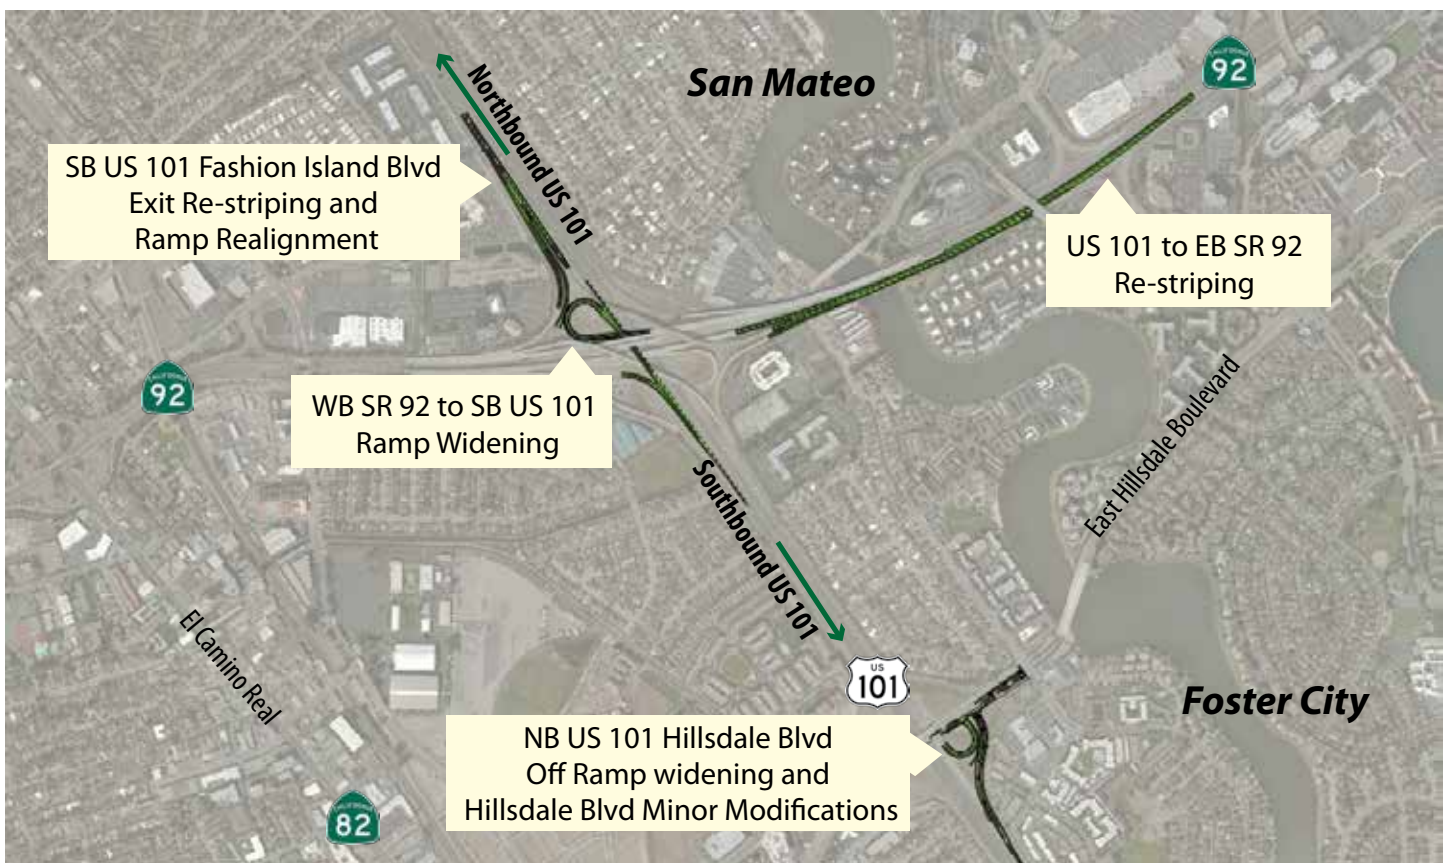 San Mateo
CALIFORNIA
92
Northbound US 101
SB US 101 Fashion Island Blvd
Exit Re-striping and
Ramp Realignment
US 101 to EB SR 92
Re-striping
CALIFORNIA
92
WB SR 92 to SB US 101
Ramp Widening
East Hillsdale Boulevard
Southbound US 101
El Camino Real
US
101
Foster City
NB US 101 Hillsdale Blvd
Off Ramp widening and
Hillsdale Blvd Minor Modifications
CALIFORNIA
82